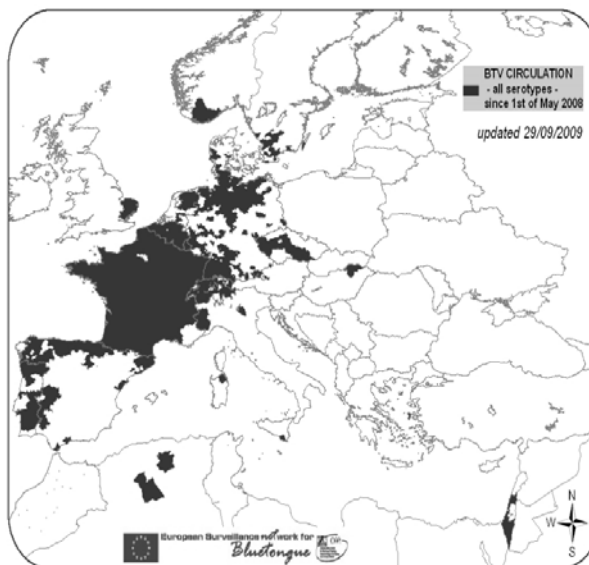 BTV CIRCULATION
- all serotypes -
since 1st of May 2008
updated 29/09/2009
N
W
S
European Surveillance network for
Bluetongue